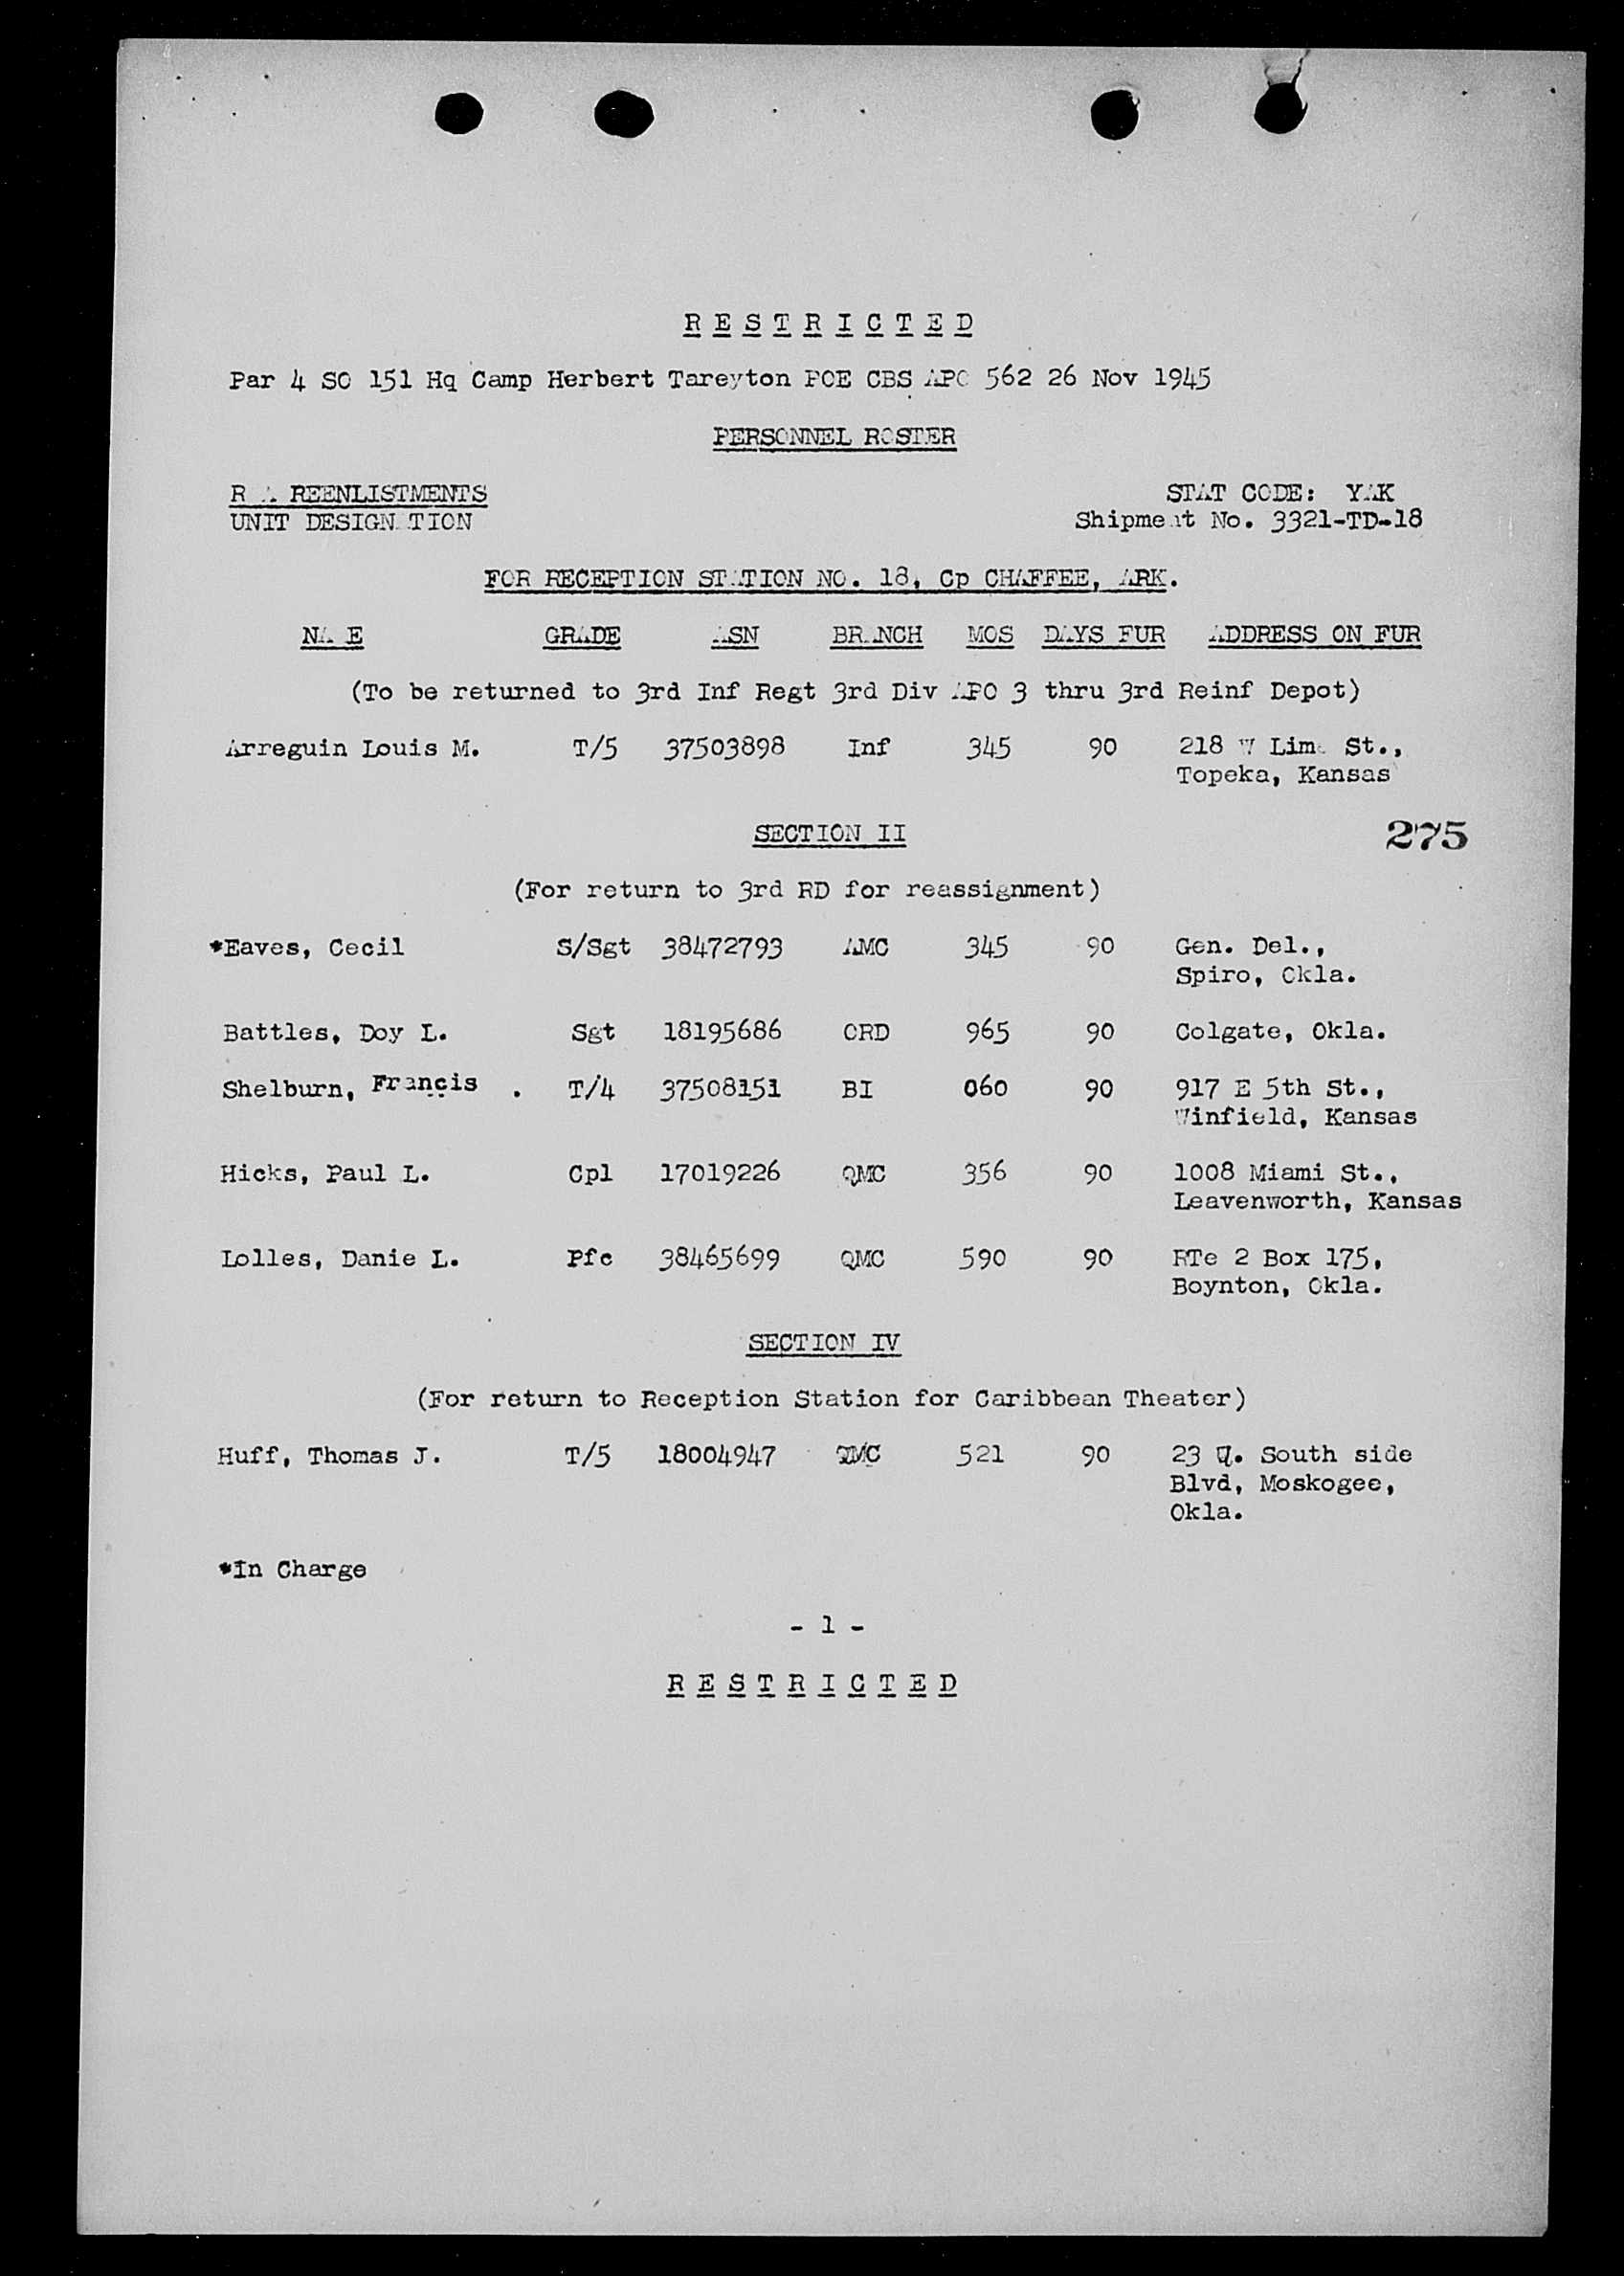 R E S T R I C T E D
Par 4 SO 151 Hq Camp Herbert Tareyton POE CBS APO 562 26 Nov 1945
PERSONNEL ROSTER
R A REENLISTMENTS STAT CODE: YAK
UNIT DESIGNATION Shipment No. 3321-TD-18
FOR RECEPTION STATION NO. 18, Cp CHAFFEE, ARK.
NA E GRADE ASN BRANCH MOS DAYS FUR ADDRESS ON FUR
(To be returned to 3rd Inf Regt 3rd Div APO 3 thru 3rd Reinf Depot)
Arreguin Louis M. T/5 37503898 Inf 345 90 218 W Lime St.,
Topeka, Kansas
SECTION II 275
(For return to 3rd RD for reassignment)
*Eaves, Cecil S/Sgt 38472793 AMC 345 90 Gen. Del.,
Spiro, Okla.
Battles, Doy L. Sgt 18195686 ORD 965 90 Colgate, Okla.
Shelburn, Francis . T/4 37508151 BI 060 90 917 E 5th St.,
Winfield, Kansas
Hicks, Paul L. Cpl 17019226 QMC 356 90 1008 Miami St.,
Leavenworth, Kansas
Lolles, Danie L. Pfc 38465699 QMC 590 90 RTe 2 Box 175,
Boynton, Okla.
SECTION IV
(For return to Reception Station for Caribbean Theater)
Huff, Thomas J. T/5 18004947 QMC 521 90 23 South side
Blvd, Moskogee,
Okla.
*In Charge
- 1 -
R E S T R I C T E D